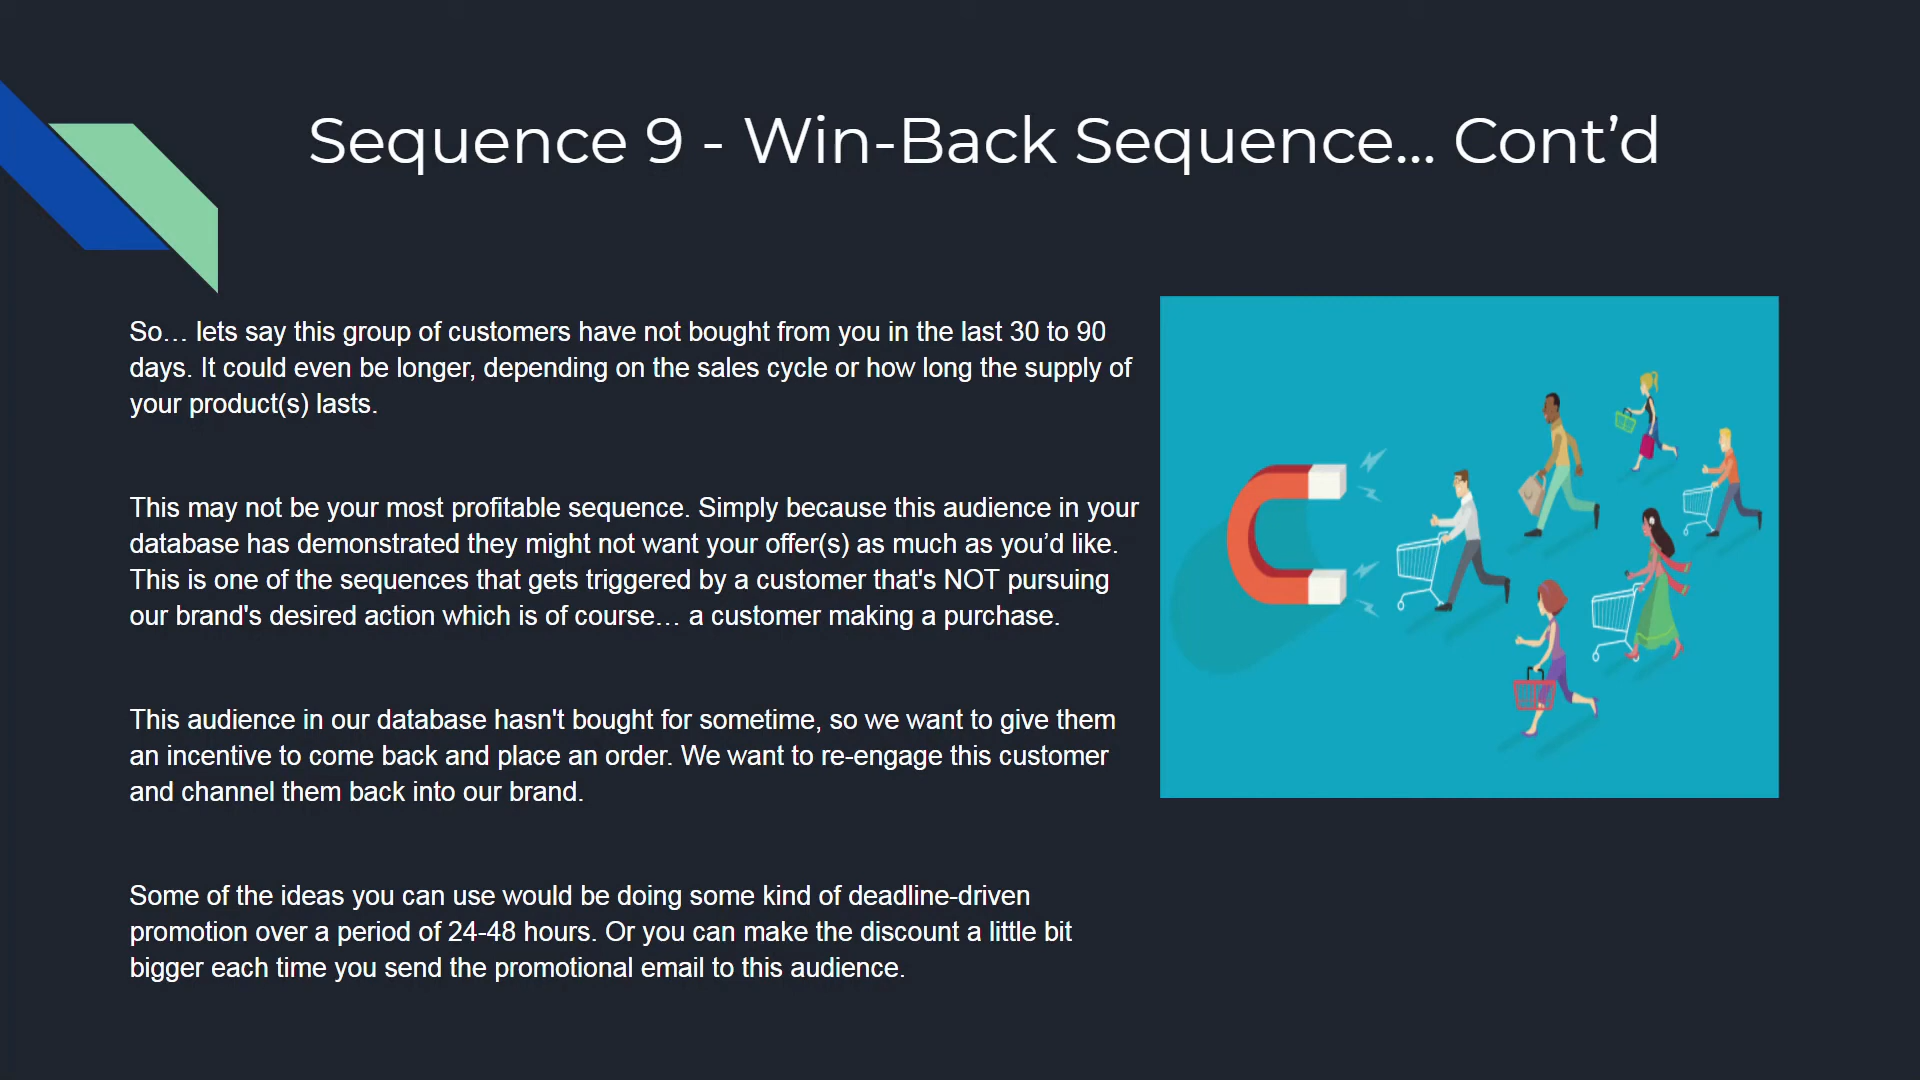 Sequence 9 - Win-Back Sequence... Cont’d
So… lets say this group of customers have not bought from you in the last 30 to 90
days. It could even be longer, depending on the sales cycle or how long the supply of
your product(s) lasts.
This may not be your most profitable sequence. Simply because this audience in your
database has demonstrated they might not want your offer(s) as much as you’d like.
This is one of the sequences that gets triggered by a customer that's NOT pursuing
our brand's desired action which is of course… a customer making a purchase.
This audience in our database hasn't bought for sometime, so we want to give them
an incentive to come back and place an order. We want to re-engage this customer
and channel them back into our brand.
Some of the ideas you can use would be doing some kind of deadline-driven
promotion over a period of 24-48 hours. Or you can make the discount a little bit
bigger each time you send the promotional email to this audience.